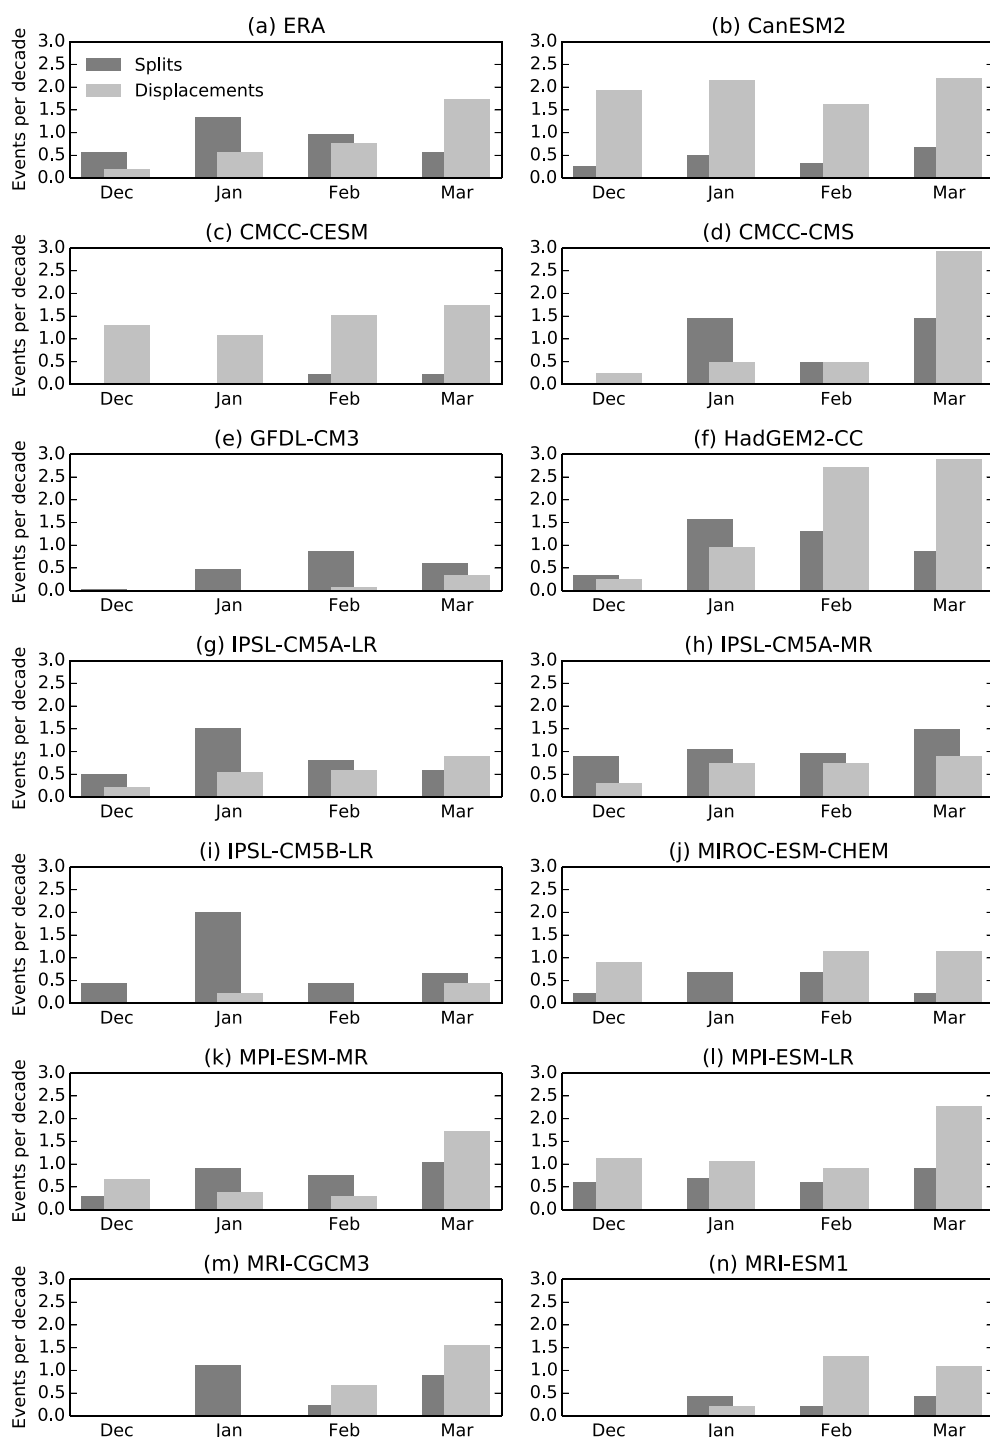 (a) ERA
Events per decade
3.0
2.5
2.0
1.5
1.0
0.5
0.0
Splits
Displacements
Dec Jan Feb Mar
(b) CanESM2
3.0
2.5
2.0
1.5
1.0
0.5
0.0
Dec Jan Feb Mar
(c) CMCC-CESM
Events per decade
3.0
2.5
2.0
1.5
1.0
0.5
0.0
Dec Jan Feb Mar
(d) CMCC-CMS
3.0
2.5
2.0
1.5
1.0
0.5
0.0
Dec Jan Feb Mar
(e) GFDL-CM3
Events per decade
3.0
2.5
2.0
1.5
1.0
0.5
0.0
Dec Jan Feb Mar
(f) HadGEM2-CC
3.0
2.5
2.0
1.5
1.0
0.5
0.0
Dec Jan Feb Mar
(g) IPSL-CM5A-LR
Events per decade
3.0
2.5
2.0
1.5
1.0
0.5
0.0
Dec Jan Feb Mar
(h) IPSL-CM5A-MR
3.0
2.5
2.0
1.5
1.0
0.5
0.0
Dec Jan Feb Mar
(i) IPSL-CM5B-LR
Events per decade
3.0
2.5
2.0
1.5
1.0
0.5
0.0
Dec Jan Feb Mar
(j) MIROC-ESM-CHEM
3.0
2.5
2.0
1.5
1.0
0.5
0.0
Dec Jan Feb Mar
(k) MPI-ESM-MR
Events per decade
3.0
2.5
2.0
1.5
1.0
0.5
0.0
Dec Jan Feb Mar
(l) MPI-ESM-LR
3.0
2.5
2.0
1.5
1.0
0.5
0.0
Dec Jan Feb Mar
(m) MRI-CGCM3
Events per decade
3.0
2.5
2.0
1.5
1.0
0.5
0.0
Dec Jan Feb Mar
(n) MRI-ESM1
3.0
2.5
2.0
1.5
1.0
0.5
0.0
Dec Jan Feb Mar